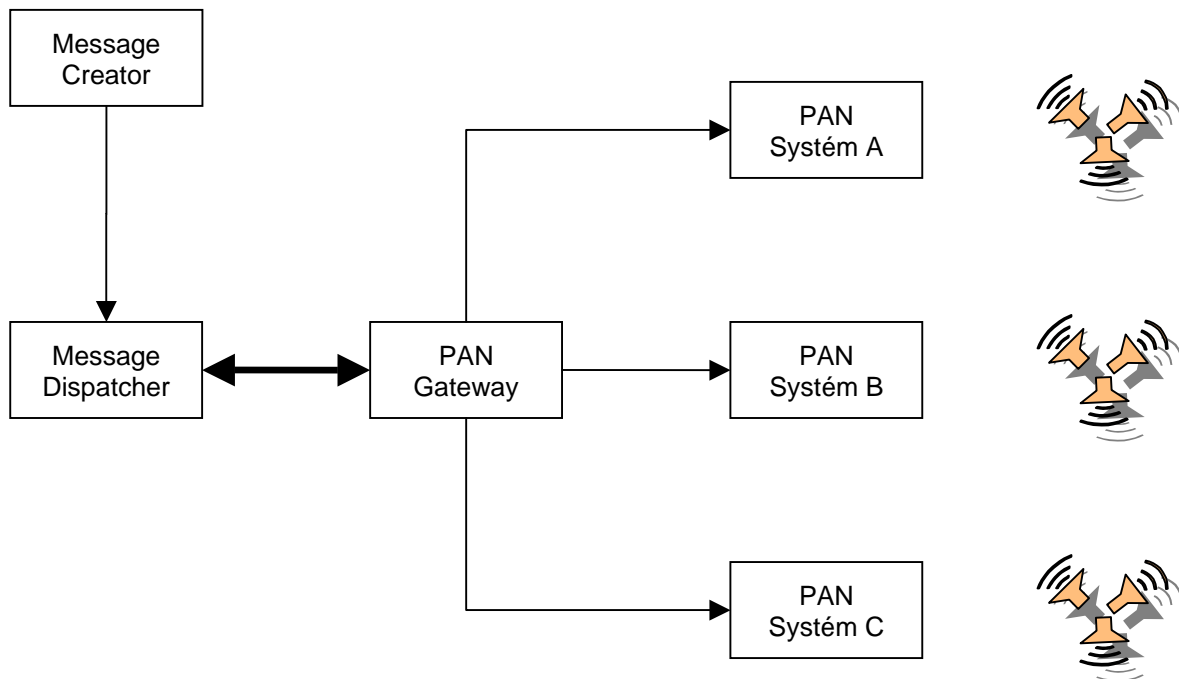 Message
Creator
PAN
Systém A
Message
Dispatcher
PAN
Gateway
PAN
Systém B
PAN
Systém C